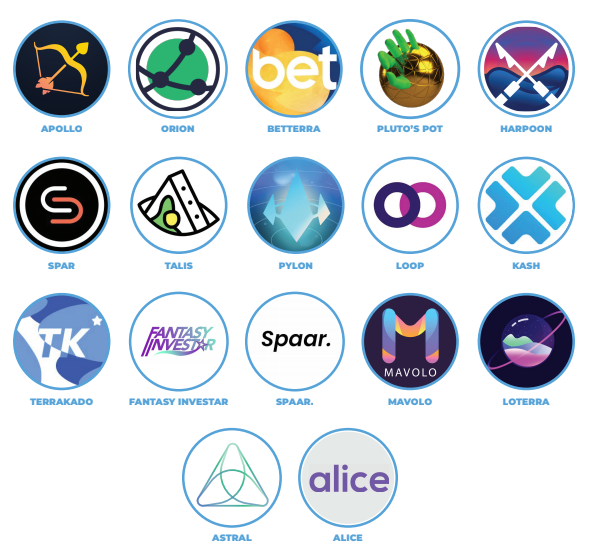 APOLLO
ORION
bet
BETTERRA
PLUTO'S POT
HARPOON
SPAR
TALIS
PYLON
LOOP
KASH
TK
TERRAKADO
FANTASY
INVESTAR
FANTASY INVESTAR
Spaar.
SPAAR.
MAVOLO
MAVOLO
LOTERRA
ASTRAL
alice
ALICE